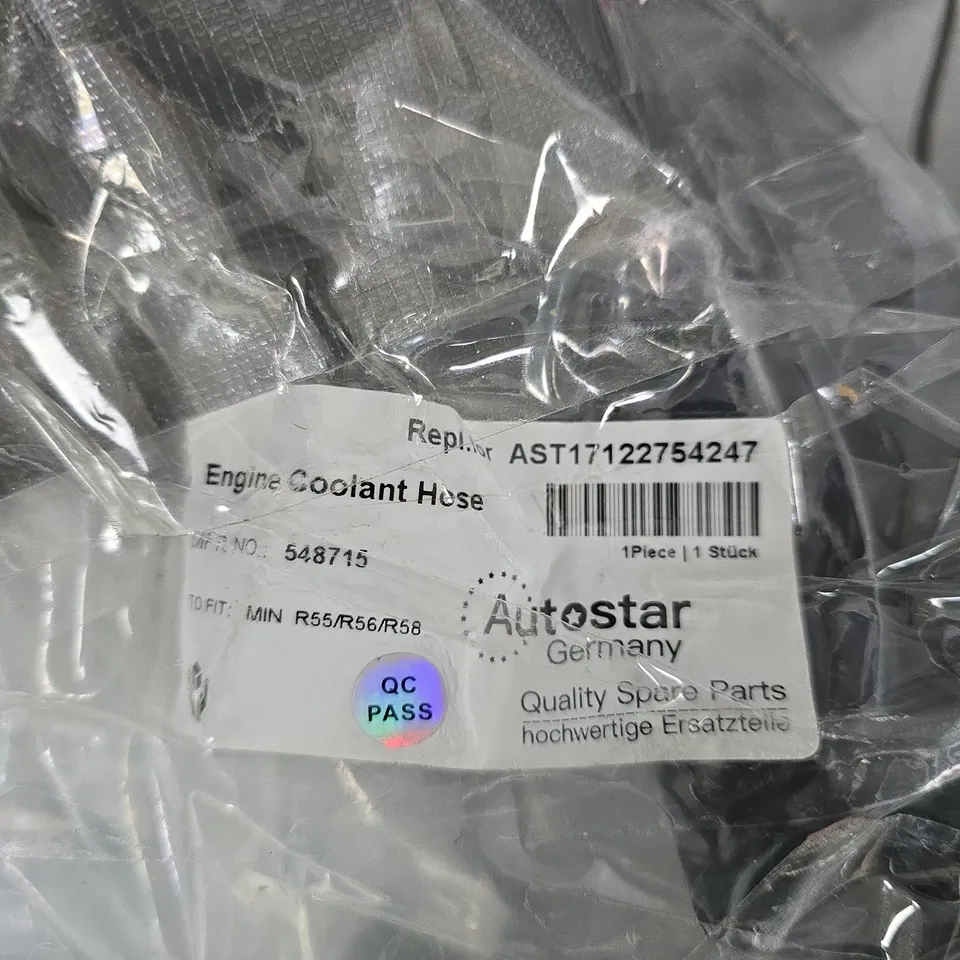 Repl.for AST17122754247
Engine Coolant Hose
1Piece | 1 Stück
MFR NO.: 548715
TO FIT: MIN R55/R56/R58
Autostar
Germany
QC
PASS
Quality Spare Parts
hochwertige Ersatzteile